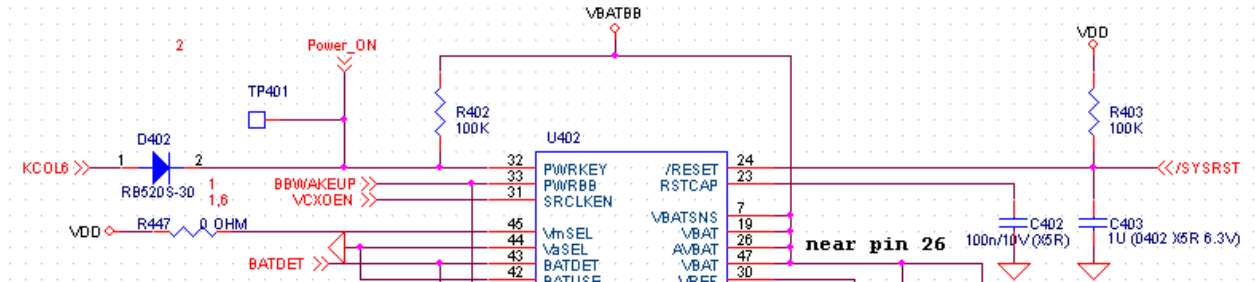 VBATBB
VDD
2
Power_ON
TP401
R402
100K
R403
100K
D402
U402
KCOL6
1
2
32
PWRKEY
/RESET
24
/SYSRST
RB520S-30
1
BBWAKEUP
33
PWRBB
RSTCAP
23
1,6
VCXOEN
31
SRCLKEN
VBATSNS
7
R447
0 OHM
VDD
45
VmSEL
VBAT
19
C402
100n/10V (X5R)
C403
1U (0402 X5R 6.3V)
44
VaSEL
AVBAT
26
near pin 26
BATDET
43
BATDET
VBAT
47
42
BATUSE
VREF
30